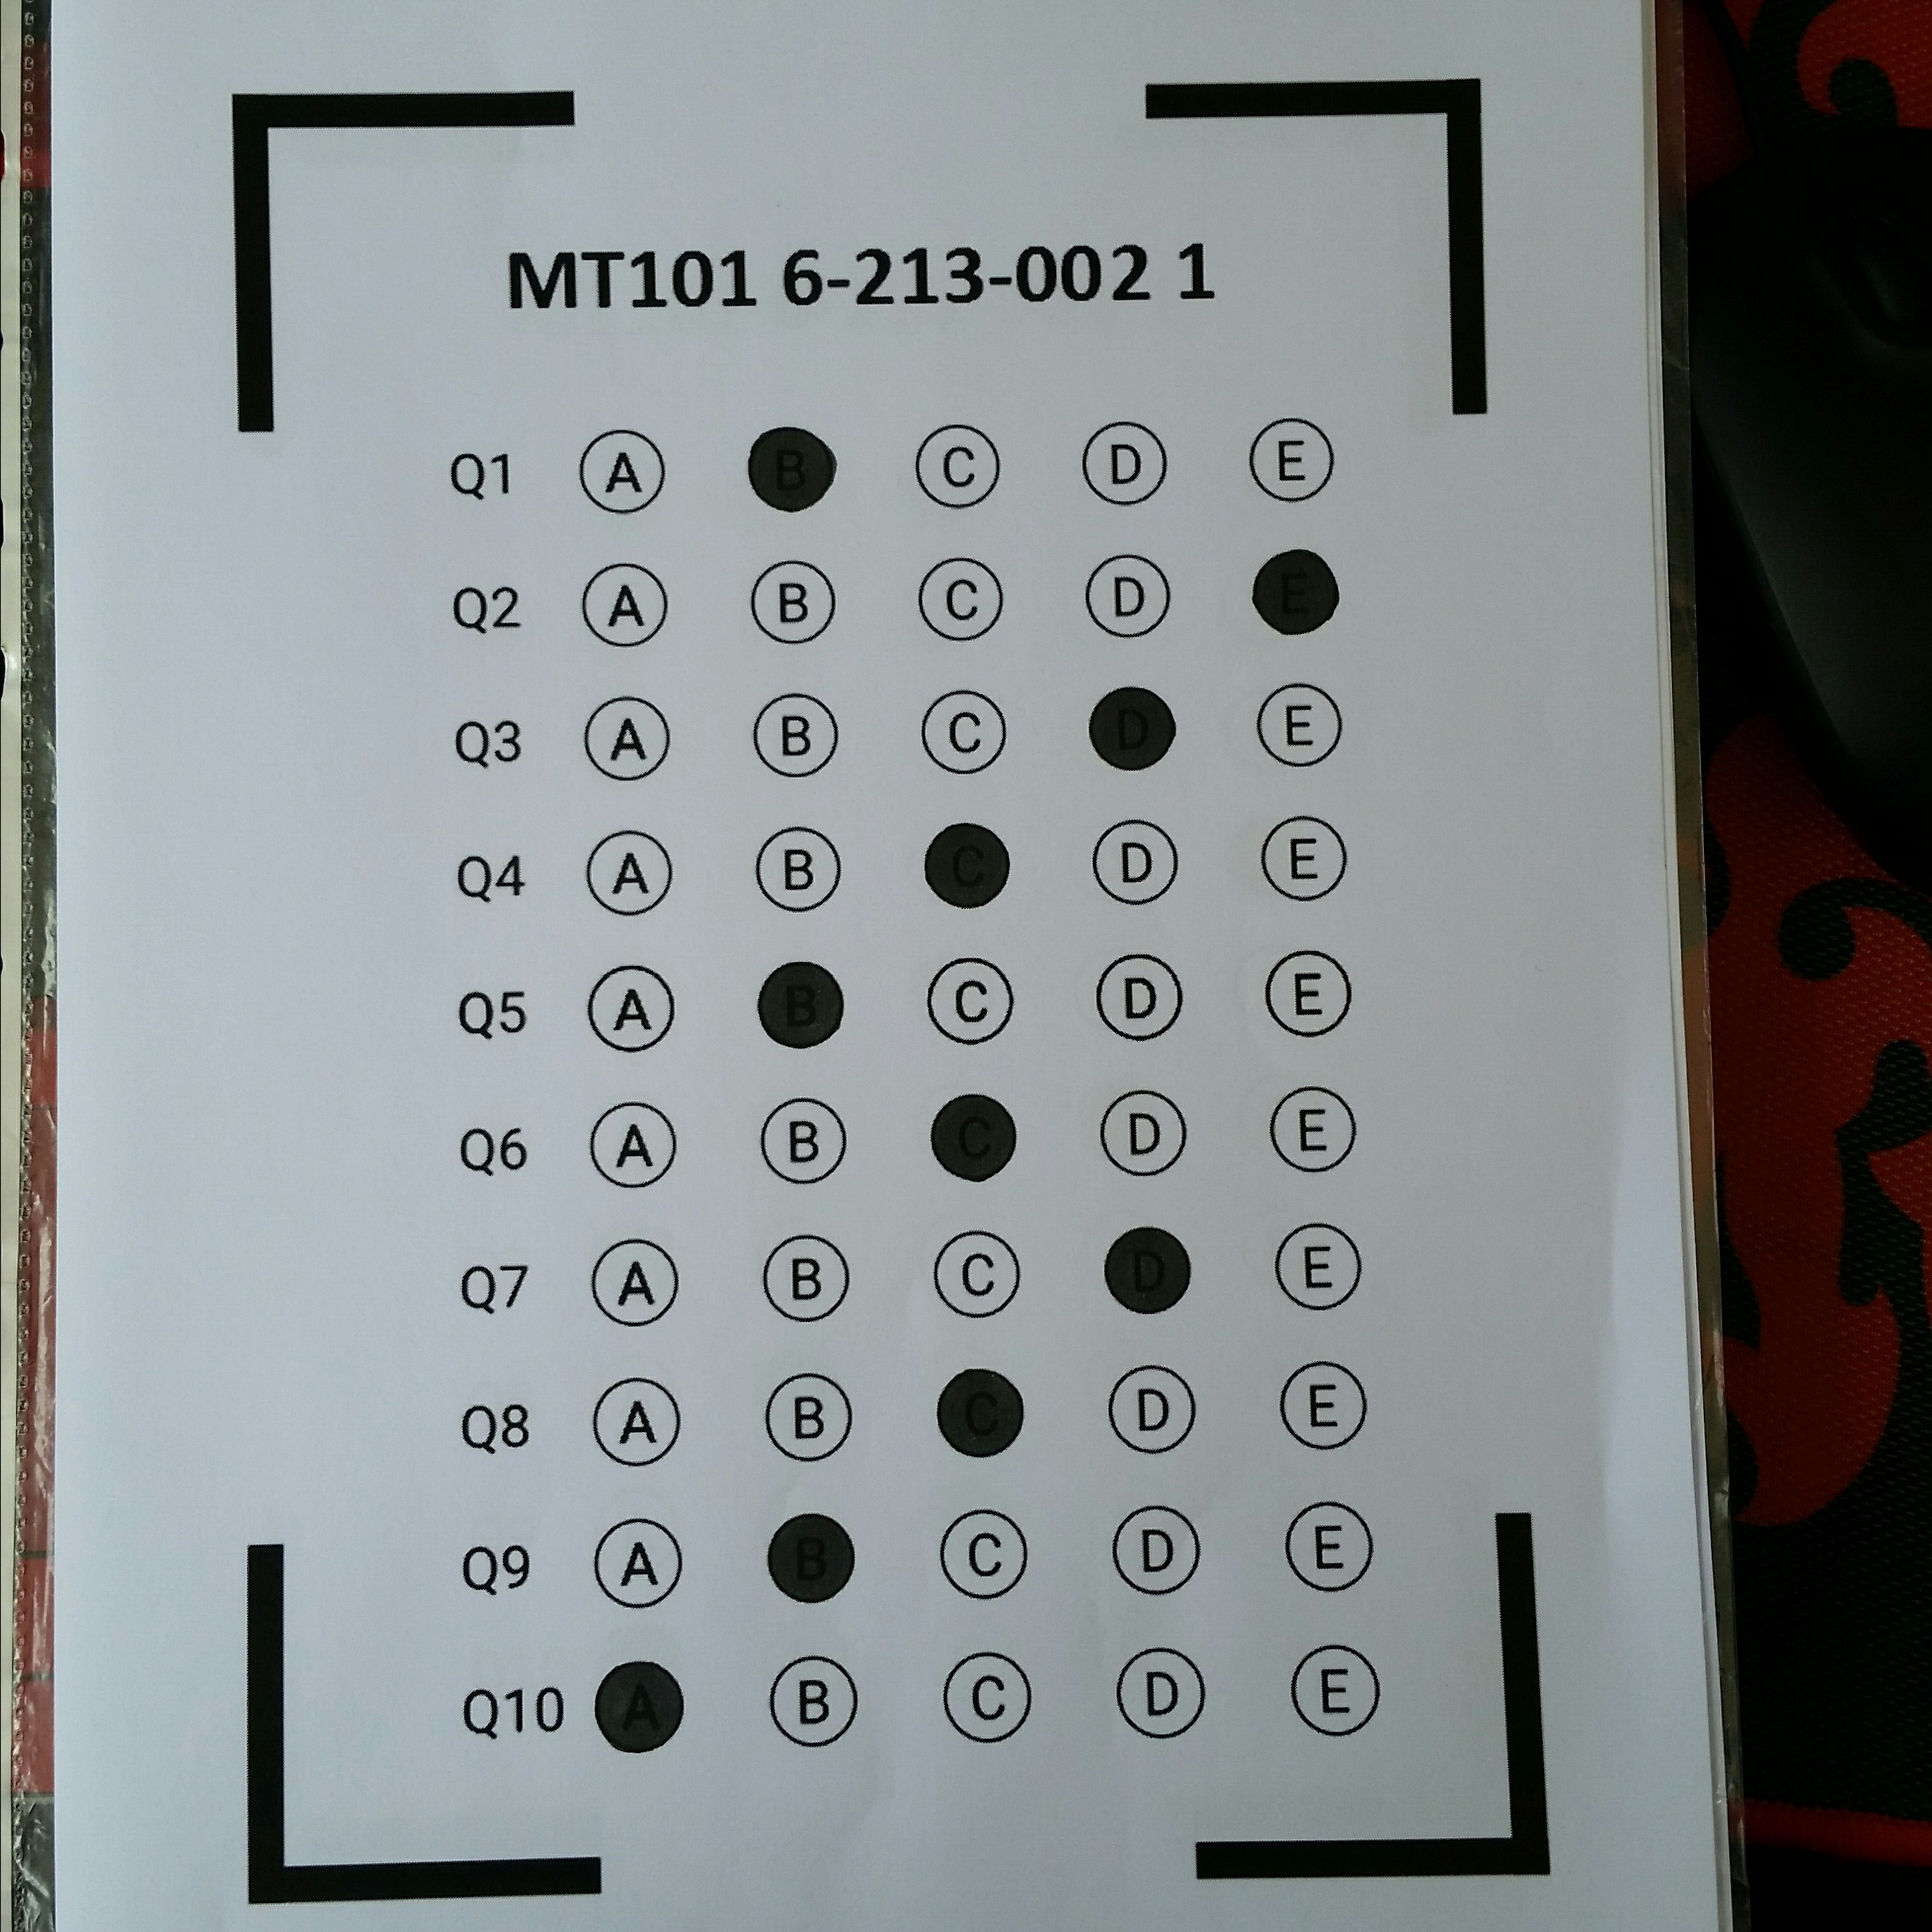 MT101 6-213-002 1
Q1 A B C D E
Q2 A B C D E
Q3 A B C D E
Q4 A B C D E
Q5 A B C D E
Q6 A B C D E
Q7 A B C D E
Q8 A B C D E
Q9 A B C D E
Q10 A B C D E